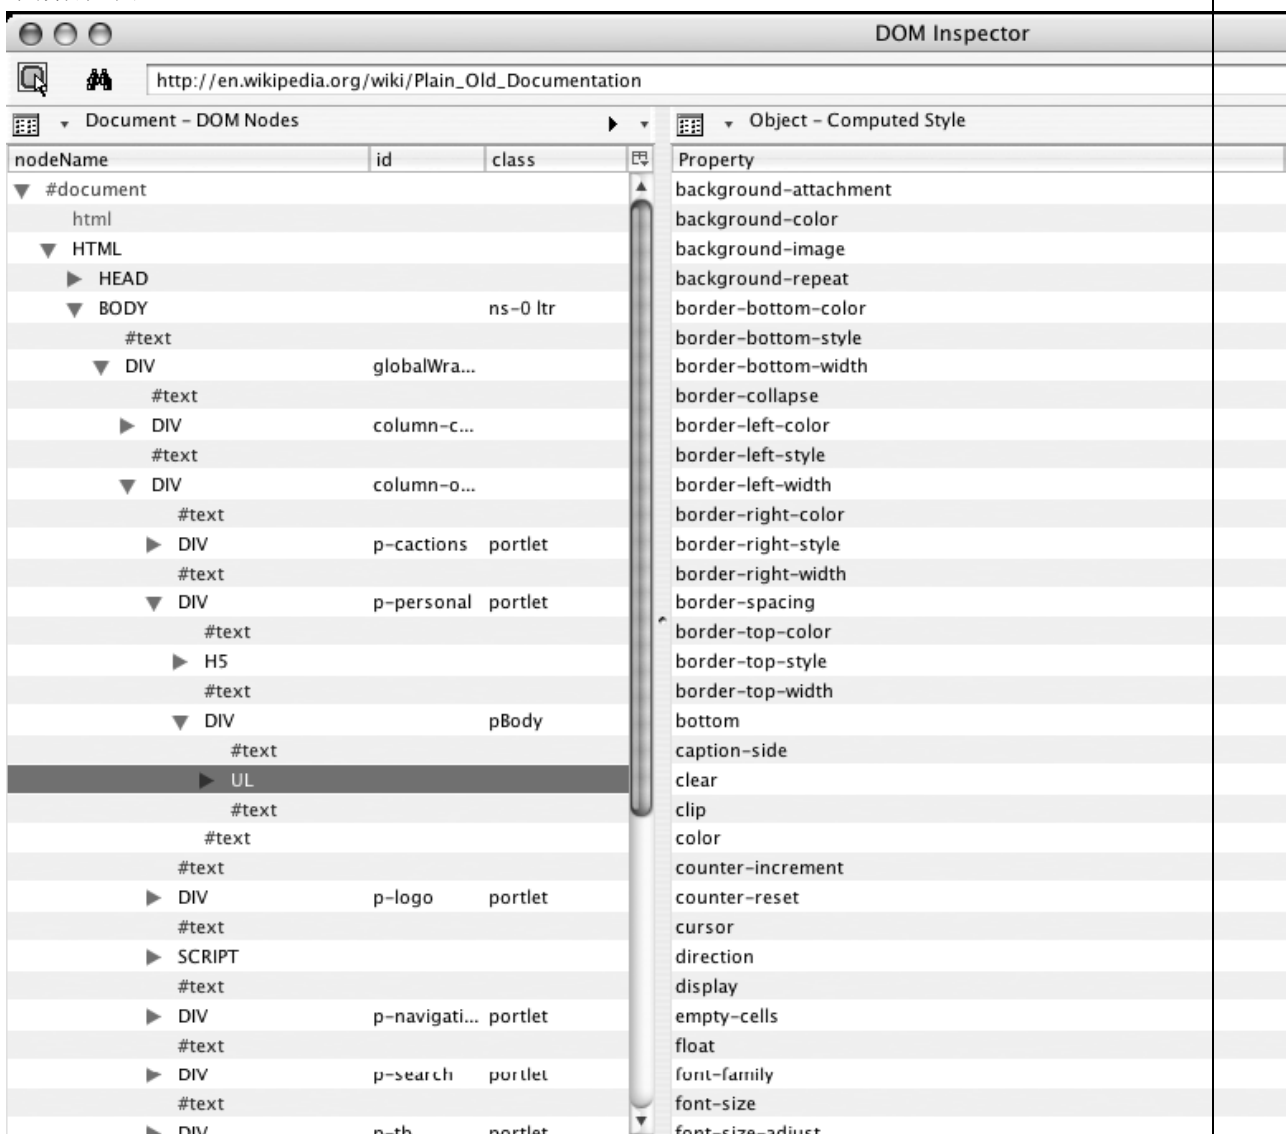 DOM Inspector
http://en.wikipedia.org/wiki/Plain_Old_Documentation
Document – DOM Nodes
Object – Computed Style
nodeName id class
Property
#document
html
HTML
HEAD
BODY ns-0 ltr
#text
DIV globalWra...
#text
DIV column-c...
#text
DIV column-o...
#text
DIV p-cactions portlet
#text
DIV p-personal portlet
#text
H5
#text
DIV pBody
#text
UL
#text
#text
#text
DIV p-logo portlet
#text
SCRIPT
#text
DIV p-navigati... portlet
#text
DIV p-search portlet
#text
DIV p-tb portlet
background-attachment
background-color
background-image
background-repeat
border-bottom-color
border-bottom-style
border-bottom-width
border-collapse
border-left-color
border-left-style
border-left-width
border-right-color
border-right-style
border-right-width
border-spacing
border-top-color
border-top-style
border-top-width
bottom
caption-side
clear
clip
color
counter-increment
counter-reset
cursor
direction
display
empty-cells
float
font-family
font-size
font-size-adjust